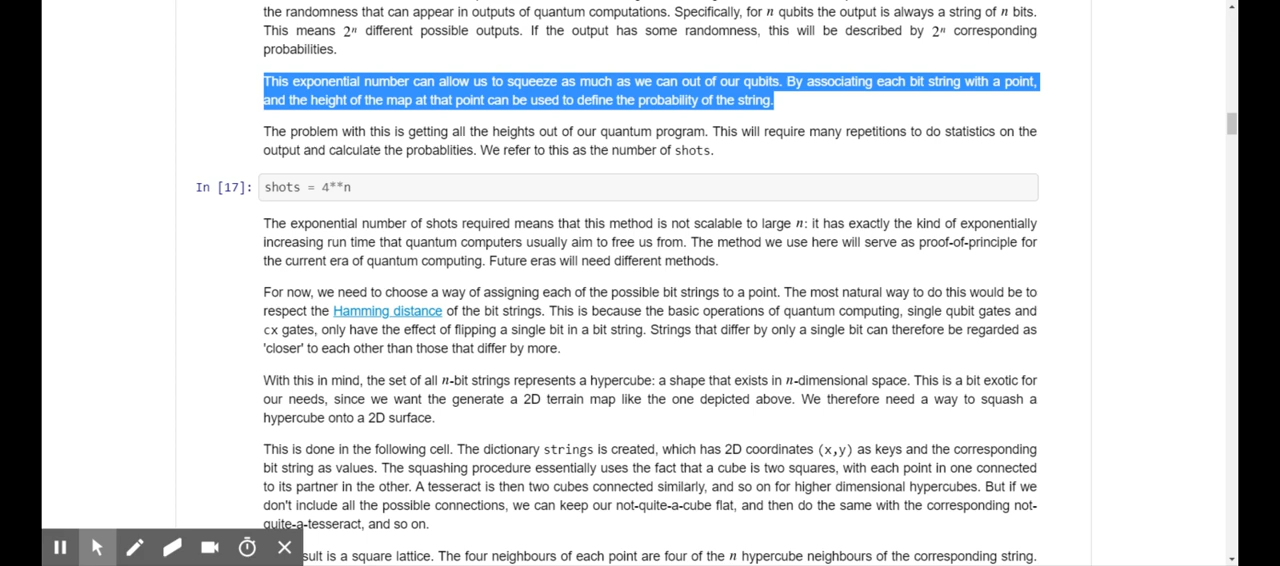 the randomness that can appear in outputs of quantum computations. Specifically, for n qubits the output is always a string of n bits.
This means 2ⁿ different possible outputs. If the output has some randomness, this will be described by 2ⁿ corresponding
probabilities.
This exponential number can allow us to squeeze as much as we can out of our qubits. By associating each bit string with a point,
and the height of the map at that point can be used to define the probability of the string.
The problem with this is getting all the heights out of our quantum program. This will require many repetitions to do statistics on the
output and calculate the probablities. We refer to this as the number of shots.
In [17]: shots = 4**n
The exponential number of shots required means that this method is not scalable to large n: it has exactly the kind of exponentially
increasing run time that quantum computers usually aim to free us from. The method we use here will serve as proof-of-principle for
the current era of quantum computing. Future eras will need different methods.
For now, we need to choose a way of assigning each of the possible bit strings to a point. The most natural way to do this would be to
respect the Hamming distance of the bit strings. This is because the basic operations of quantum computing, single qubit gates and
cx gates, only have the effect of flipping a single bit in a bit string. Strings that differ by only a single bit can therefore be regarded as
'closer' to each other than those that differ by more.
With this in mind, the set of all n-bit strings represents a hypercube: a shape that exists in n-dimensional space. This is a bit exotic for
our needs, since we want the generate a 2D terrain map like the one depicted above. We therefore need a way to squash a
hypercube onto a 2D surface.
This is done in the following cell. The dictionary strings is created, which has 2D coordinates (x,y) as keys and the corresponding
bit string as values. The squashing procedure essentially uses the fact that a cube is two squares, with each point in one connected
to its partner in the other. A tesseract is then two cubes connected similarly, and so on for higher dimensional hypercubes. But if we
don't include all the possible connections, we can keep our not-quite-a-cube flat, and then do the same with the corresponding not-
quite-a-tesseract, and so on.
sult is a square lattice. The four neighbours of each point are four of the n hypercube neighbours of the corresponding string.